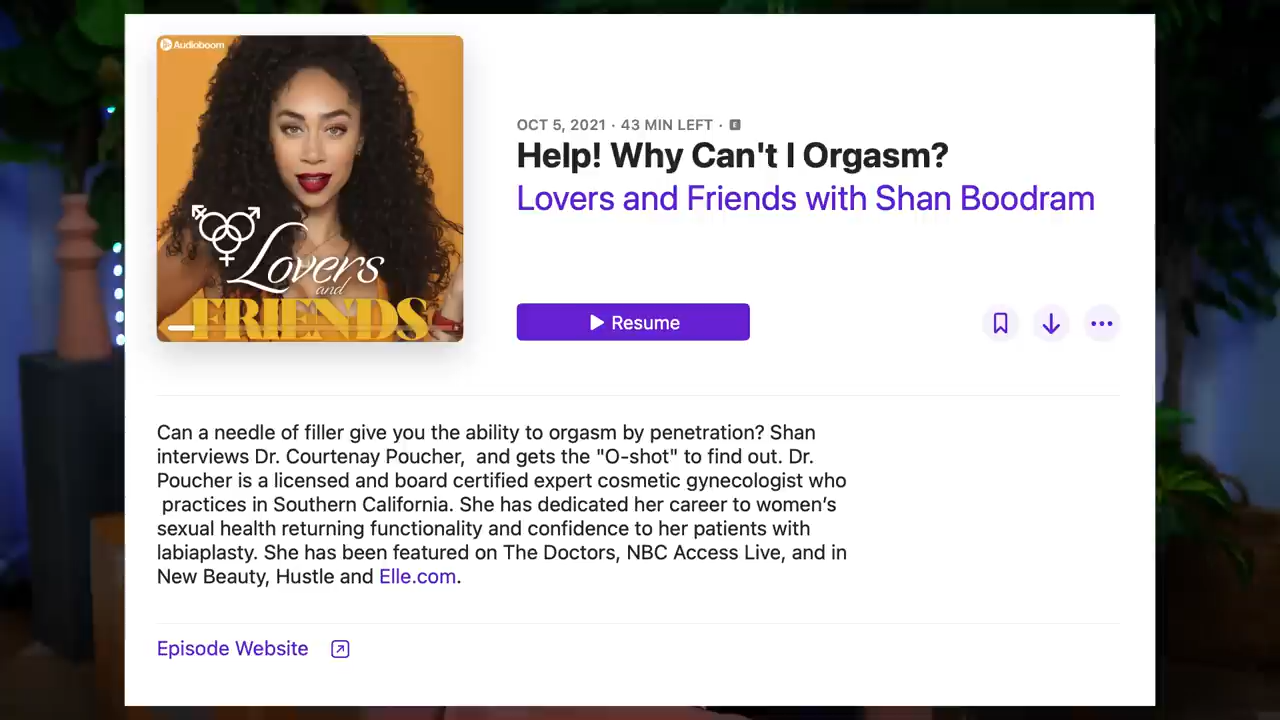 Audioboom
Lovers
and
FRIENDS
OCT 5, 2021 · 43 MIN LEFT · E
Help! Why Can't I Orgasm?
Lovers and Friends with Shan Boodram
Resume
Can a needle of filler give you the ability to orgasm by penetration? Shan
interviews Dr. Courtenay Poucher,  and gets the "O-shot" to find out. Dr.
Poucher is a licensed and board certified expert cosmetic gynecologist who
practices in Southern California. She has dedicated her career to women’s
sexual health returning functionality and confidence to her patients with
labiaplasty. She has been featured on The Doctors, NBC Access Live, and in
New Beauty, Hustle and Elle.com.
Episode Website